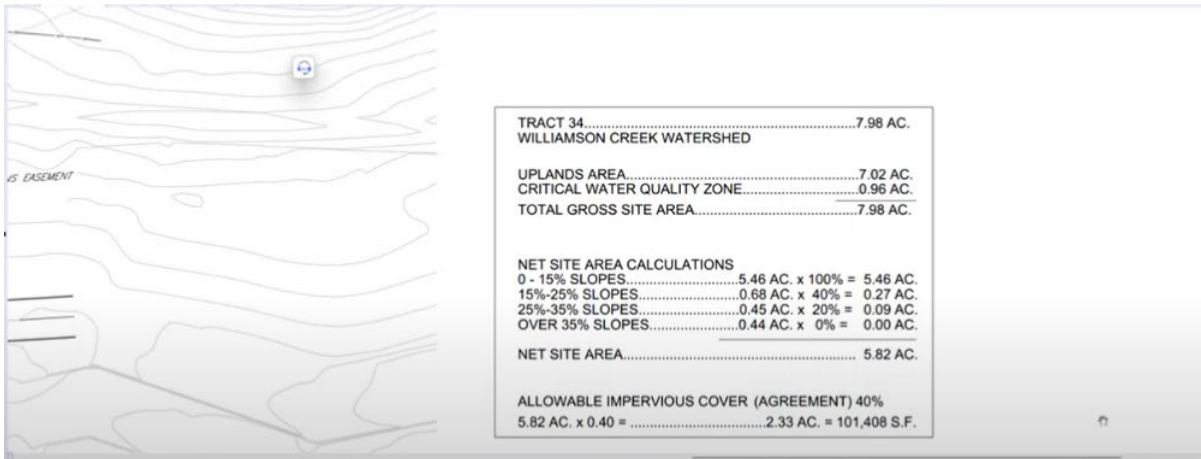 IS EASEMENT
TRACT 34..........7.98 AC.
WILLIAMSON CREEK WATERSHED
UPLANDS AREA..........7.02 AC.
CRITICAL WATER QUALITY ZONE..........0.96 AC.
TOTAL GROSS SITE AREA..........7.98 AC.
NET SITE AREA CALCULATIONS
0 - 15% SLOPES..........5.46 AC. x 100% = 5.46 AC.
15%-25% SLOPES..........0.68 AC. x 40% = 0.27 AC.
25%-35% SLOPES..........0.45 AC. x 20% = 0.09 AC.
OVER 35% SLOPES..........0.44 AC. x 0% = 0.00 AC.
NET SITE AREA.......... 5.82 AC.
ALLOWABLE IMPERVIOUS COVER (AGREEMENT) 40%
5.82 AC. x 0.40 = ..........2.33 AC. = 101,408 S.F.